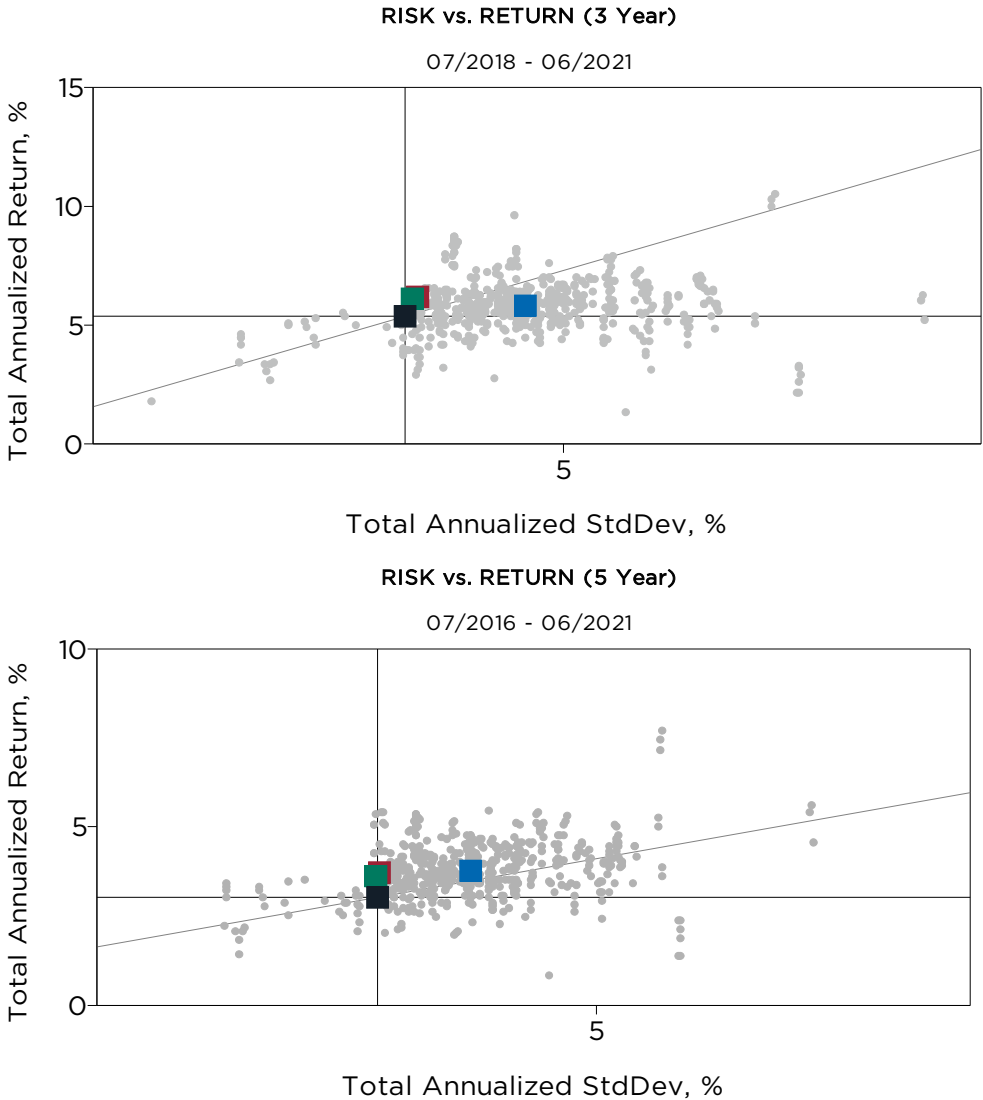 RISK vs. RETURN (3 Year)
07/2018 - 06/2021
Total Annualized Return, %
15
10
5
0
5
Total Annualized StdDev, %
RISK vs. RETURN (5 Year)
07/2016 - 06/2021
Total Annualized Return, %
10
5
0
5
Total Annualized StdDev, %